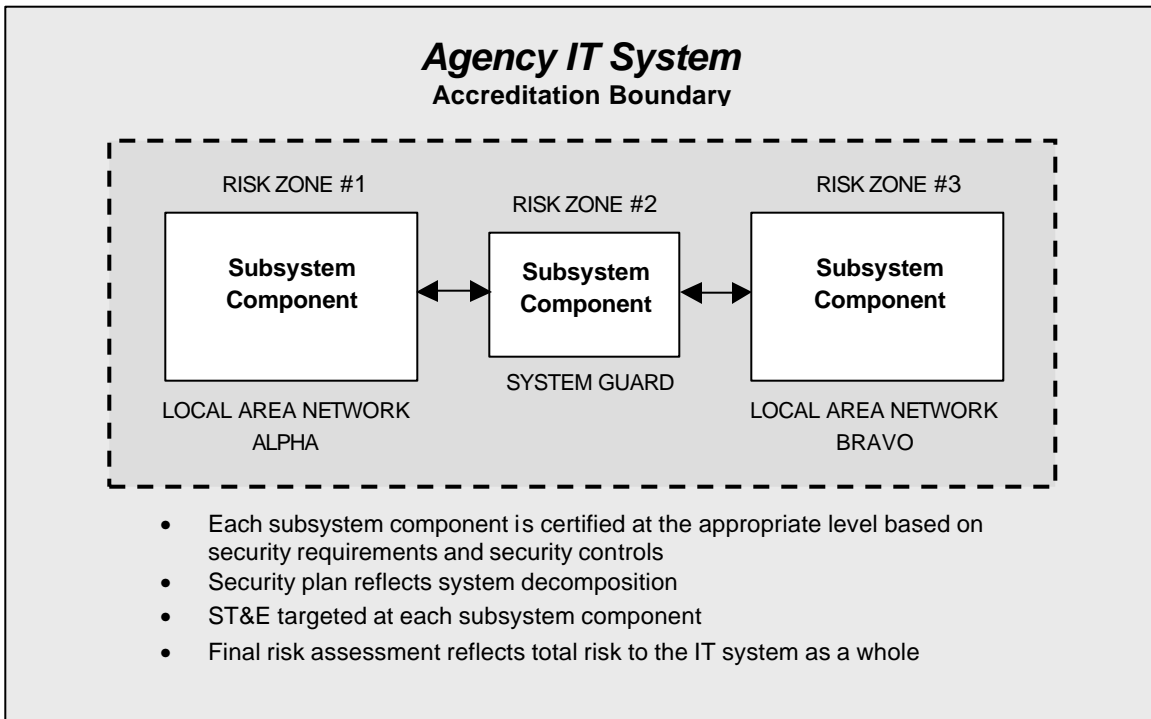 Agency IT System
Accreditation Boundary
RISK ZONE #1
RISK ZONE #2
RISK ZONE #3
Subsystem
Component
Subsystem
Component
Subsystem
Component
SYSTEM GUARD
LOCAL AREA NETWORK
ALPHA
LOCAL AREA NETWORK
BRAVO
• Each subsystem component is certified at the appropriate level based on
security requirements and security controls
• Security plan reflects system decomposition
• ST&E targeted at each subsystem component
• Final risk assessment reflects total risk to the IT system as a whole